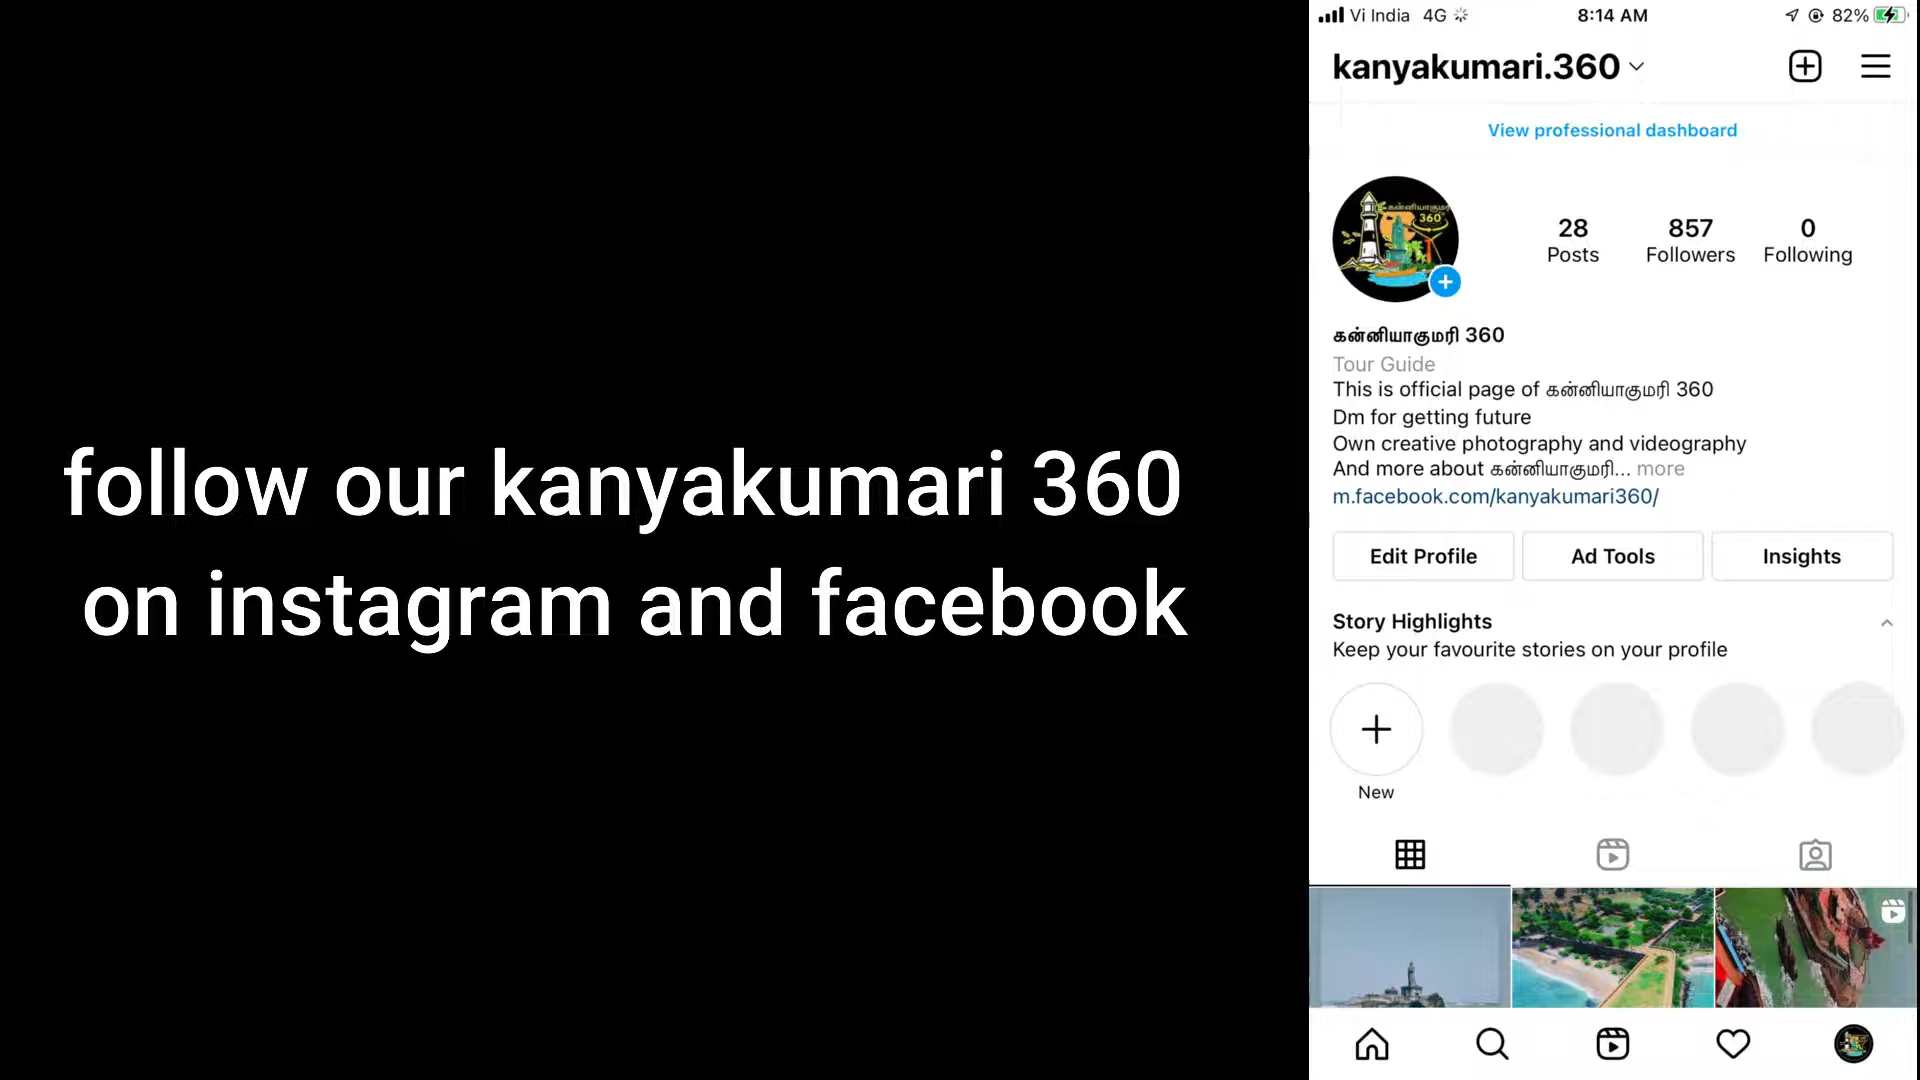 follow our kanyakumari 360
on instagram and facebook
Vi India 4G 8:14 AM 82%
kanyakumari.360
View professional dashboard
கன்னியாகுமரி
360°
28 857 0
Posts Followers Following
கன்னியாகுமரி 360
Tour Guide
This is official page of கன்னியாகுமரி 360
Dm for getting future
Own creative photography and videography
And more about கன்னியாகுமரி... more
m.facebook.com/kanyakumari360/
Edit Profile Ad Tools Insights
Story Highlights
Keep your favourite stories on your profile
New